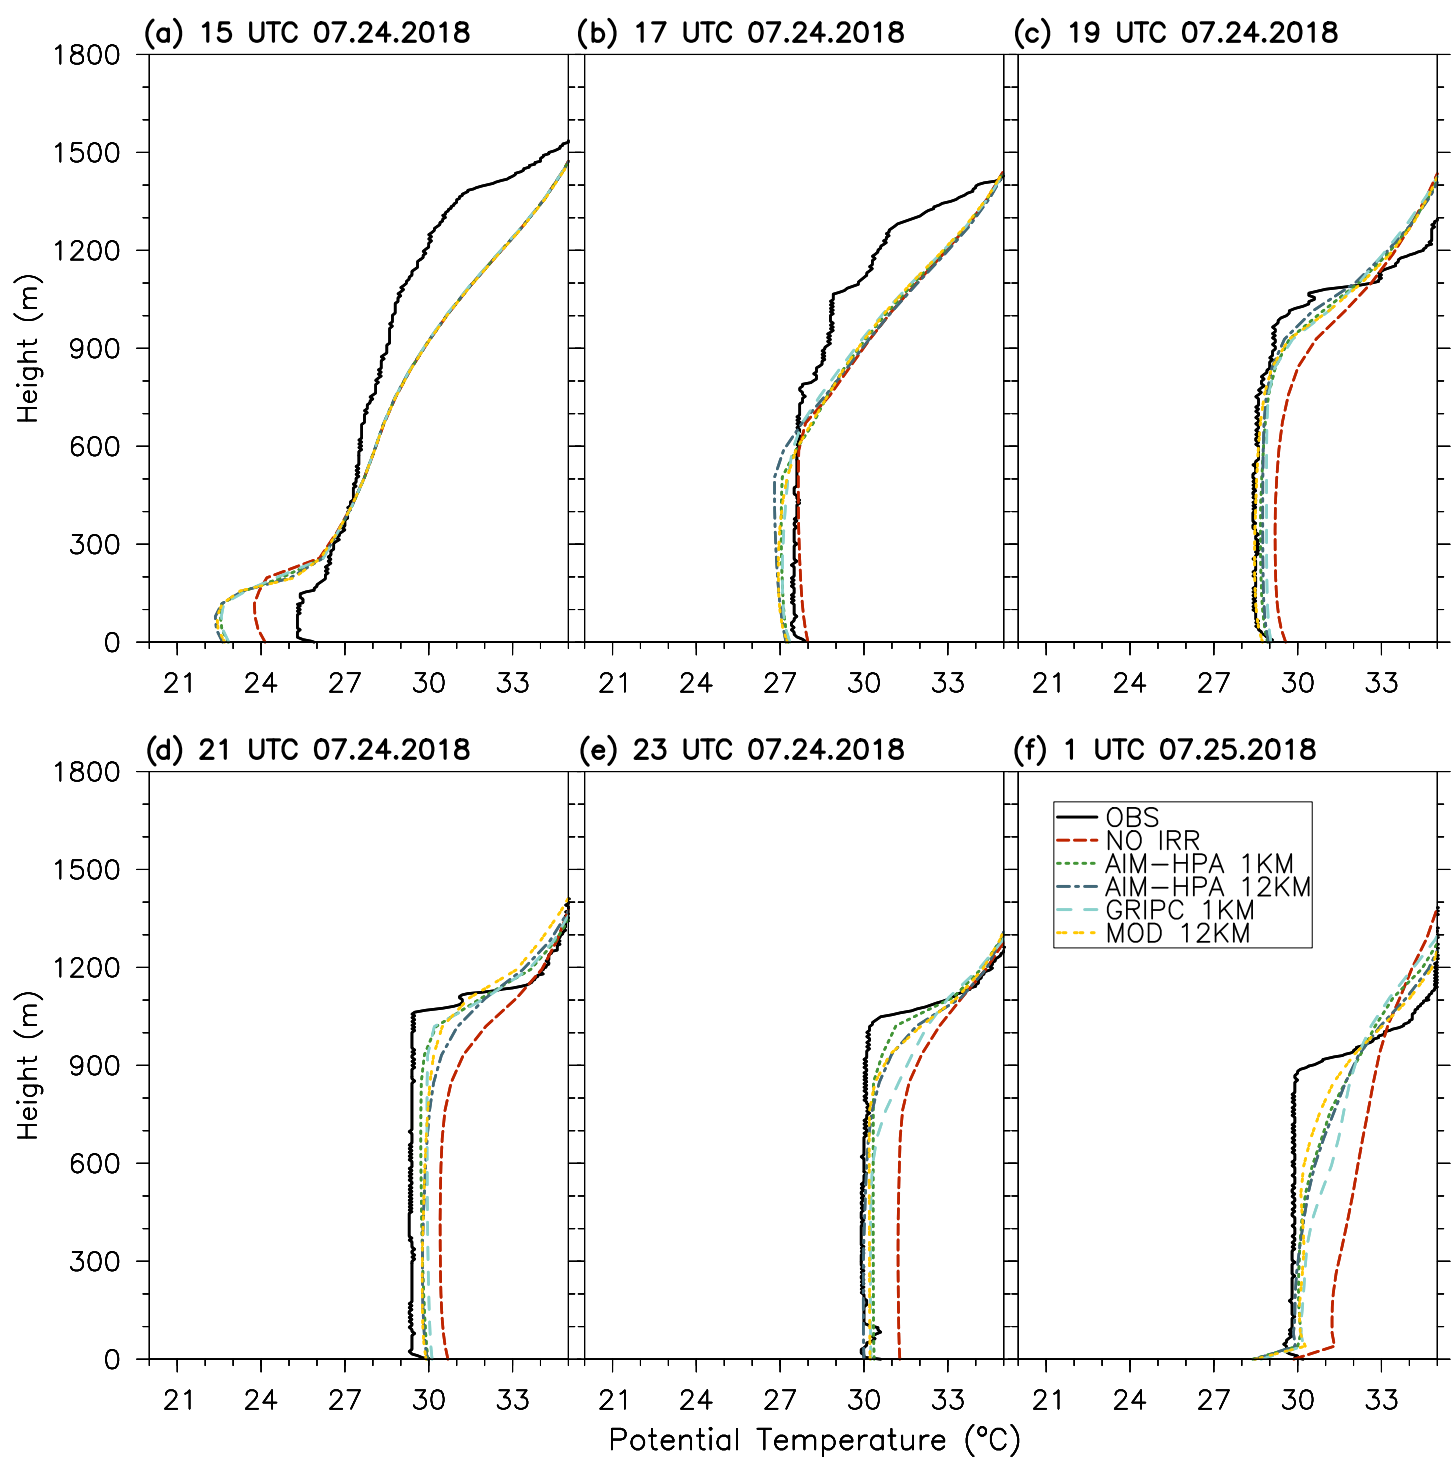 (a) 15 UTC 07.24.2018
(b) 17 UTC 07.24.2018
(c) 19 UTC 07.24.2018
1800
1500
1200
900
600
300
0
Height (m)
21 24 27 30 33
21 24 27 30 33
21 24 27 30 33
(d) 21 UTC 07.24.2018
(e) 23 UTC 07.24.2018
(f) 1 UTC 07.25.2018
1800
1500
1200
900
600
300
0
Height (m)
OBS
NO IRR
AIM-HPA 1KM
AIM-HPA 12KM
GRIPC 1KM
MOD 12KM
21 24 27 30 33
21 24 27 30 33
21 24 27 30 33
Potential Temperature (°C)